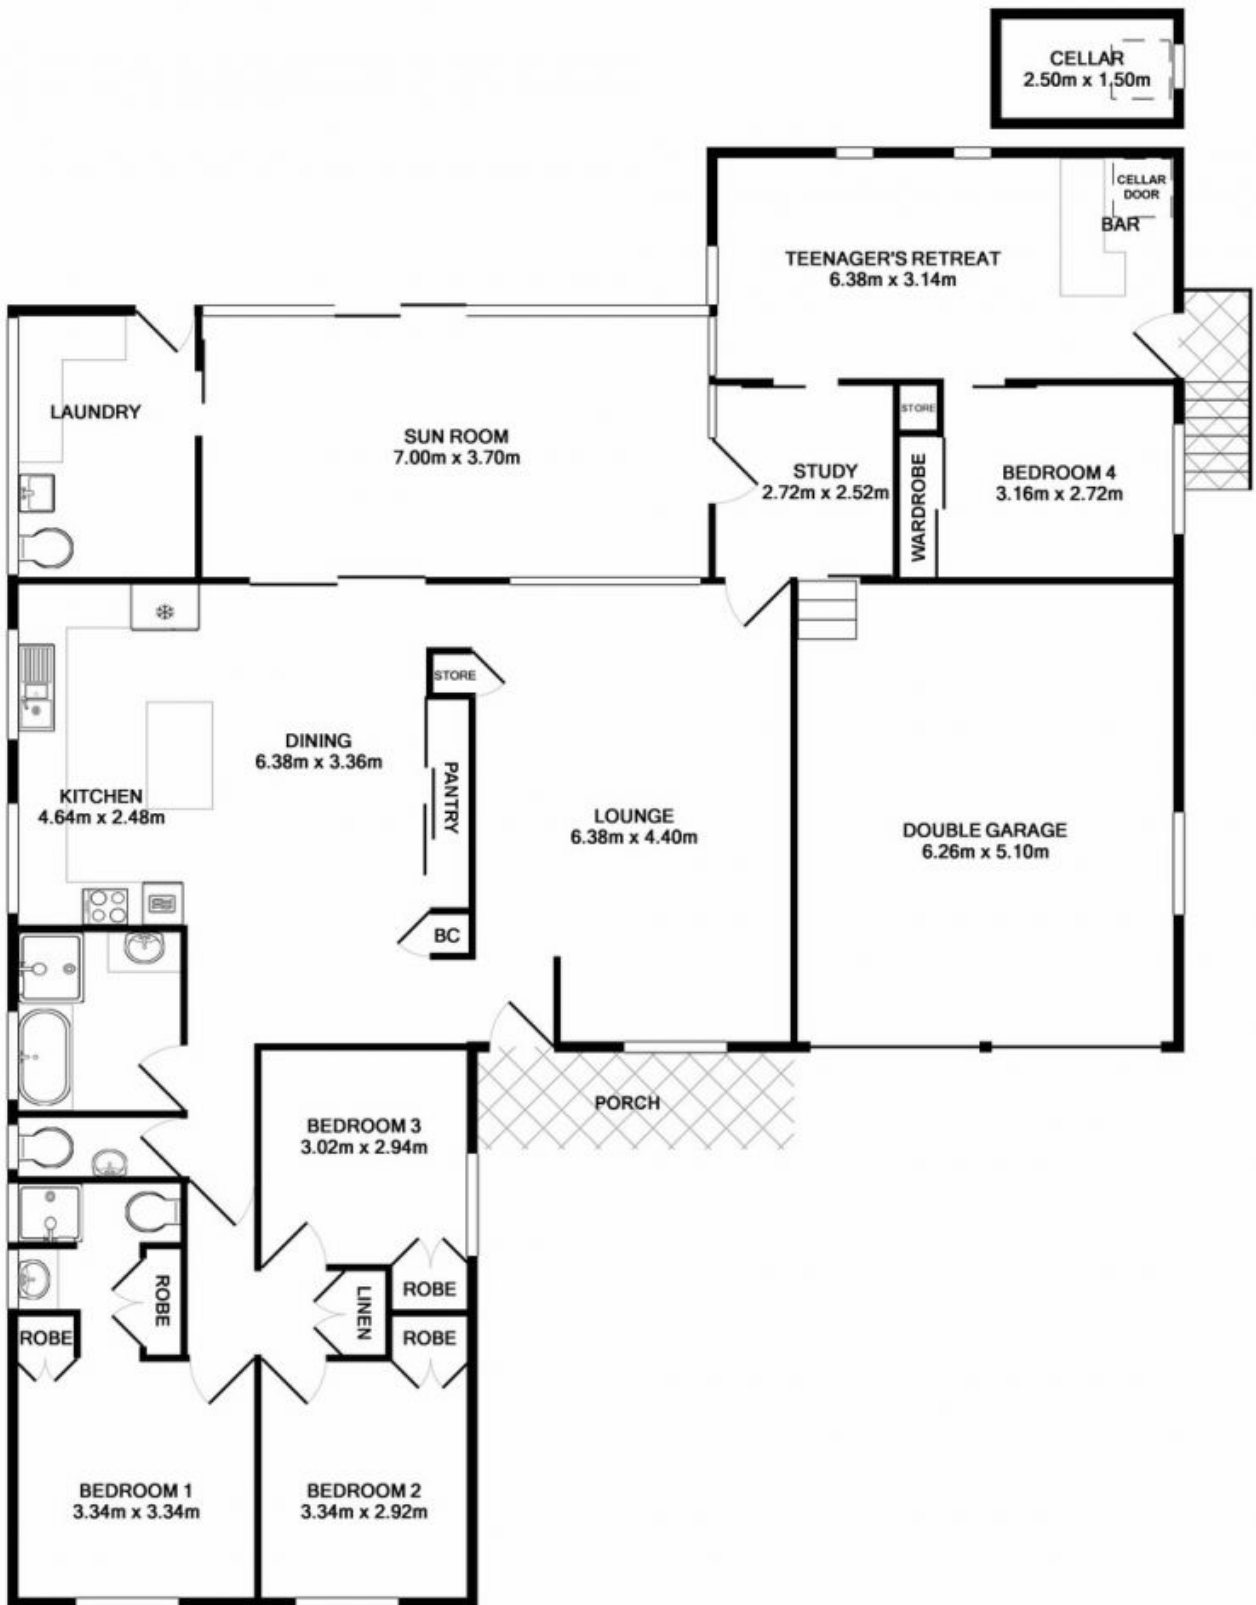 CELLAR
2.50m x 1.50m
CELLAR
DOOR
BAR
TEENAGER'S RETREAT
6.38m x 3.14m
LAUNDRY
SUN ROOM
7.00m x 3.70m
STUDY
2.72m x 2.52m
STORE
WARDROBE
BEDROOM 4
3.16m x 2.72m
STORE
DINING
6.38m x 3.36m
KITCHEN
4.64m x 2.48m
PANTRY
LOUNGE
6.38m x 4.40m
DOUBLE GARAGE
6.26m x 5.10m
BC
PORCH
BEDROOM 3
3.02m x 2.94m
ROBE
ROBE
LINEN
ROBE
ROBE
BEDROOM 1
3.34m x 3.34m
BEDROOM 2
3.34m x 2.92m